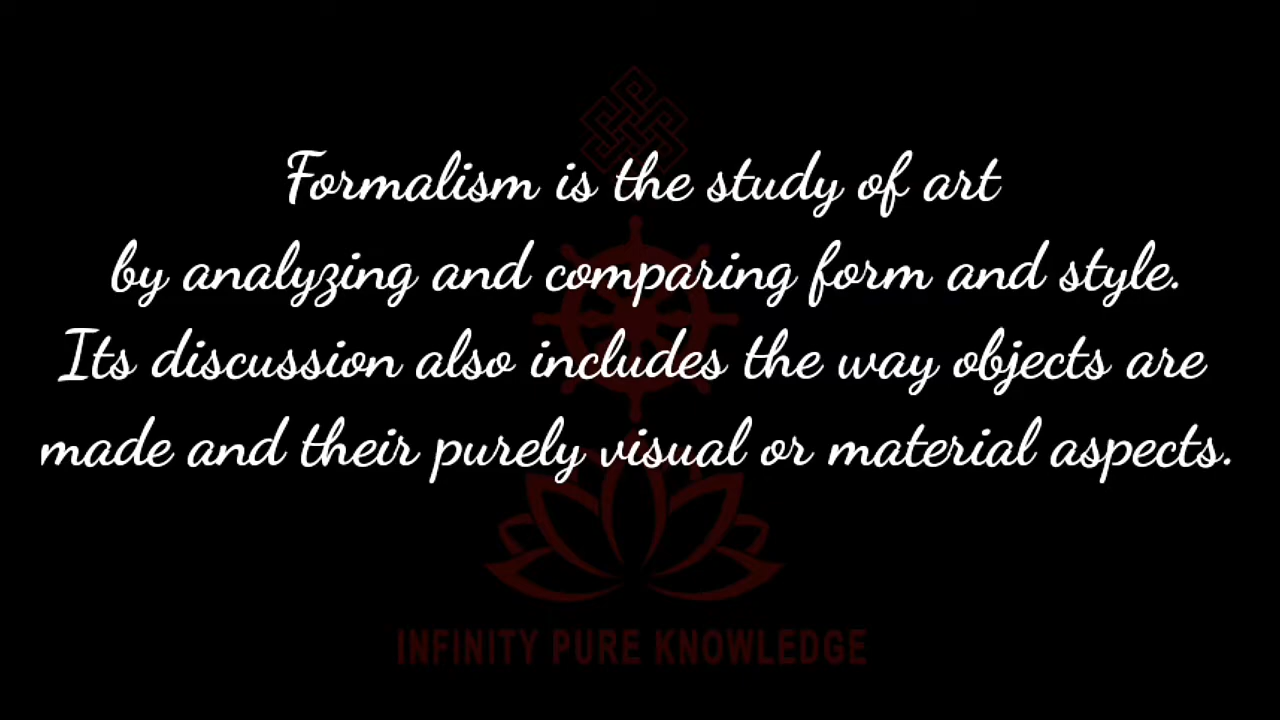 Formalism is the study of art
by analyzing and comparing form and style.
Its discussion also includes the way objects are
made and their purely visual or material aspects.
INFINITY PURE KNOWLEDGE